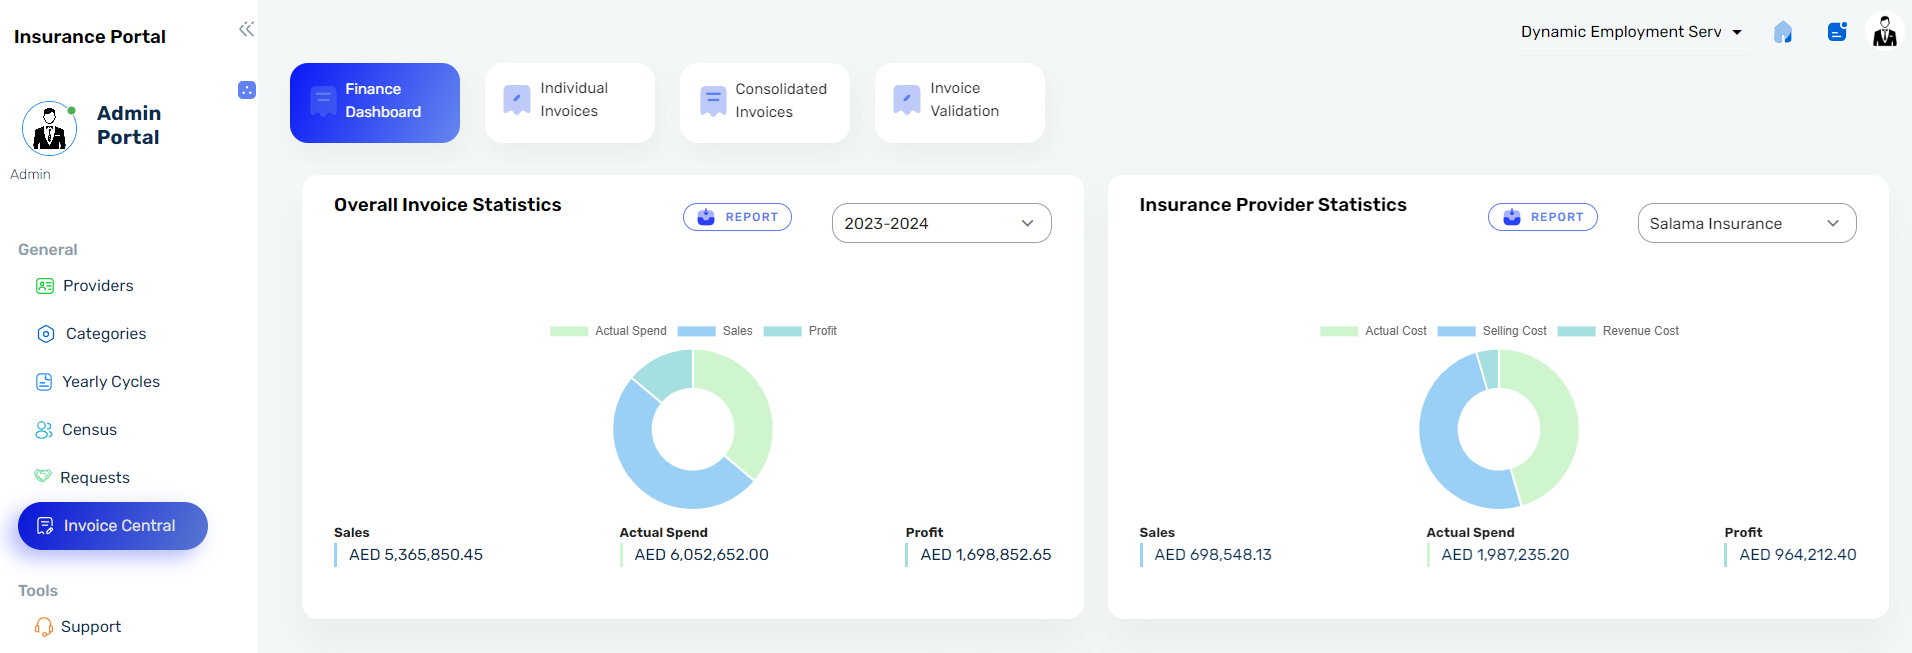 Insurance Portal
Dynamic Employment Serv
Admin
Portal
Admin
General
Providers
Categories
Yearly Cycles
Census
Requests
Invoice Central
Tools
Support
Finance
Dashboard
Individual
Invoices
Consolidated
Invoices
Invoice
Validation
Overall Invoice Statistics
REPORT
2023-2024
Actual Spend Sales Profit
Sales Actual Spend Profit
AED 5,365,850.45 AED 6,052,652.00 AED 1,698,852.65
Insurance Provider Statistics
REPORT
Salama Insurance
Actual Cost Selling Cost Revenue Cost
Sales Actual Spend Profit
AED 698,548.13 AED 1,987,235.20 AED 964,212.40